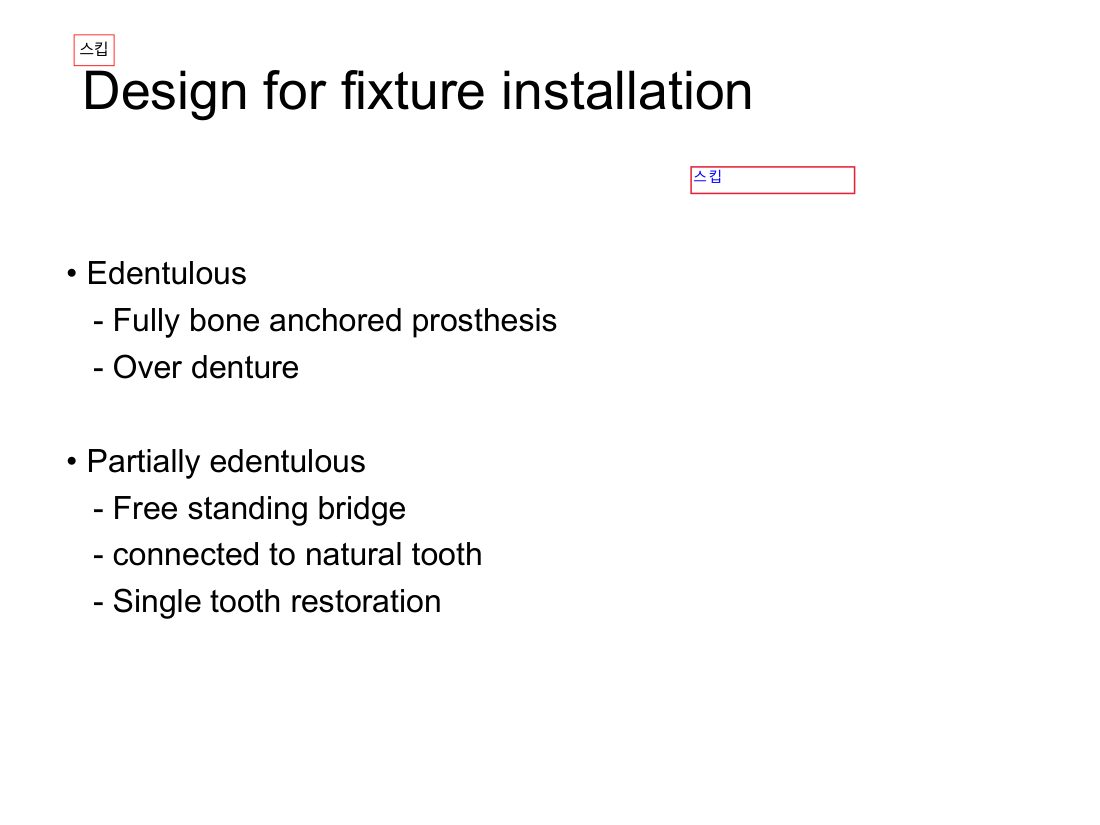 스킵
Design for fixture installation
스킵
• Edentulous
- Fully bone anchored prosthesis
- Over denture
• Partially edentulous
- Free standing bridge
- connected to natural tooth
- Single tooth restoration